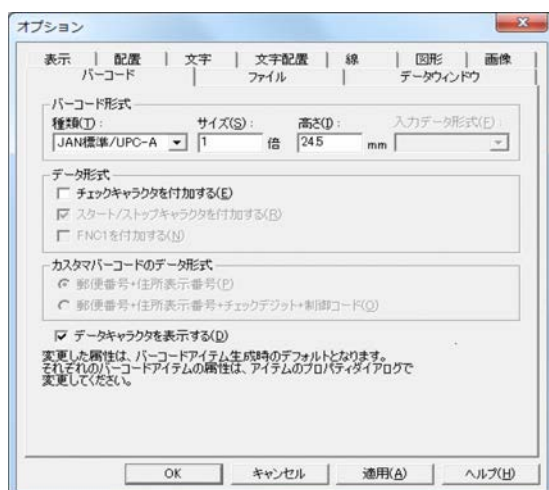 オプション
表示
配置
文字
文字配置
線
図形
画像
バーコード
ファイル
データウィンドウ
バーコード形式
種類(T):
サイズ(S):
高さ(I):
入力データ形式(F):
JAN標準/UPC-A
1
倍
24.5
mm
データ形式
チェックキャラクタを付加する(E)
スタート/ストップキャラクタを付加する(R)
FNC1を付加する(N)
カスタマバーコードのデータ形式
郵便番号+住所表示番号(P)
郵便番号+住所表示番号+チェックデジット+制御コード(O)
データキャラクタを表示する(D)
変更した属性は、バーコードアイテム生成時のデフォルトとなります。
それぞれのバーコードアイテムの属性は、アイテムのプロパティダイアログで
変更してください。
OK
キャンセル
適用(A)
ヘルプ(H)